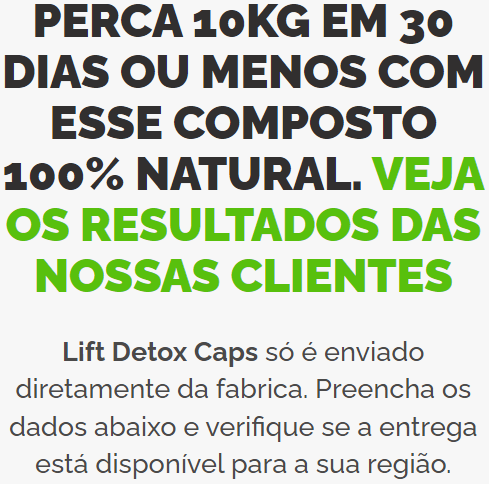 PERCA 10KG EM 30
DIAS OU MENOS COM
ESSE COMPOSTO
100% NATURAL. VEJA
OS RESULTADOS DAS
NOSSAS CLIENTES
Lift Detox Caps só é enviado
diretamente da fabrica. Preencha os
dados abaixo e verifique se a entrega
está disponível para a sua região.